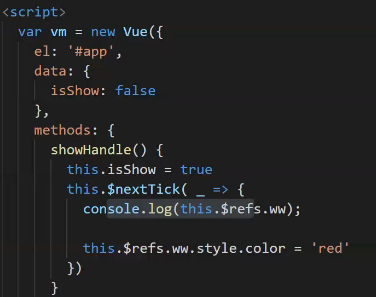 <script>
var vm = new Vue({
el: '#app',
data: {
isShow: false
},
methods: {
showHandle() {
this.isShow = true
this.$nextTick( _ => {
console.log(this.$refs.ww);
this.$refs.ww.style.color = 'red'
})
}